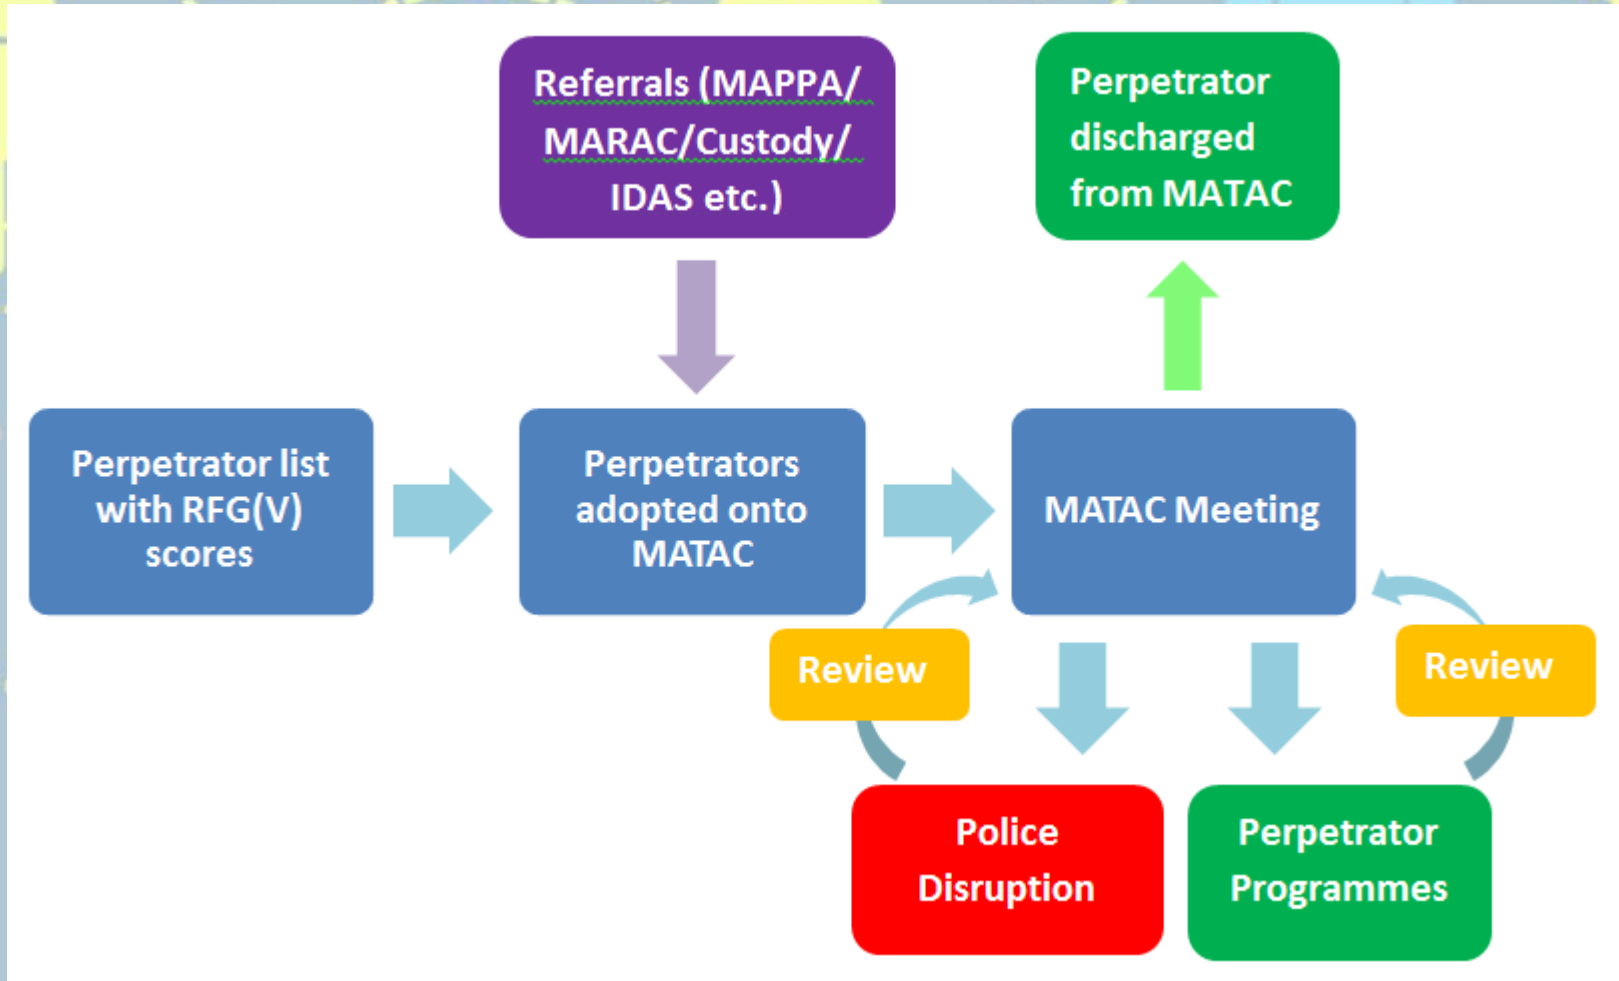 Referrals (MAPPA/
MARAC/Custody/
IDAS etc.)
Perpetrator
discharged
from MATAC
Perpetrator list
with RFG(V)
scores
Perpetrators
adopted onto
MATAC
MATAC Meeting
Review
Review
Police
Disruption
Perpetrator
Programmes